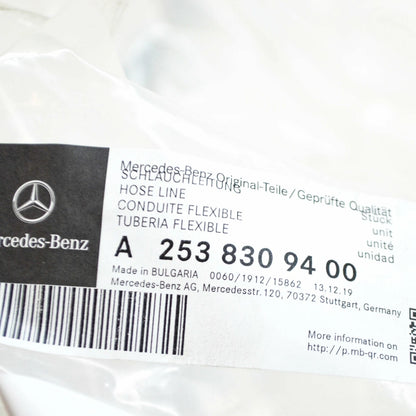 Mercedes-Benz Original-Teile/Geprüfte Qualität
SCHLAUCHLEITUNG Stück
HOSE LINE unit
CONDUITE FLEXIBLE unité
TUBERIA FLEXIBLE unidad
rcedes-Benz
A 253 830 94 00
Made in BULGARIA 0060/1912/15862 13.12.19
Mercedes-Benz AG, Mercedesstr.120, 70372 Stuttgart, Germany
More information on
http://p.mb-qr.com